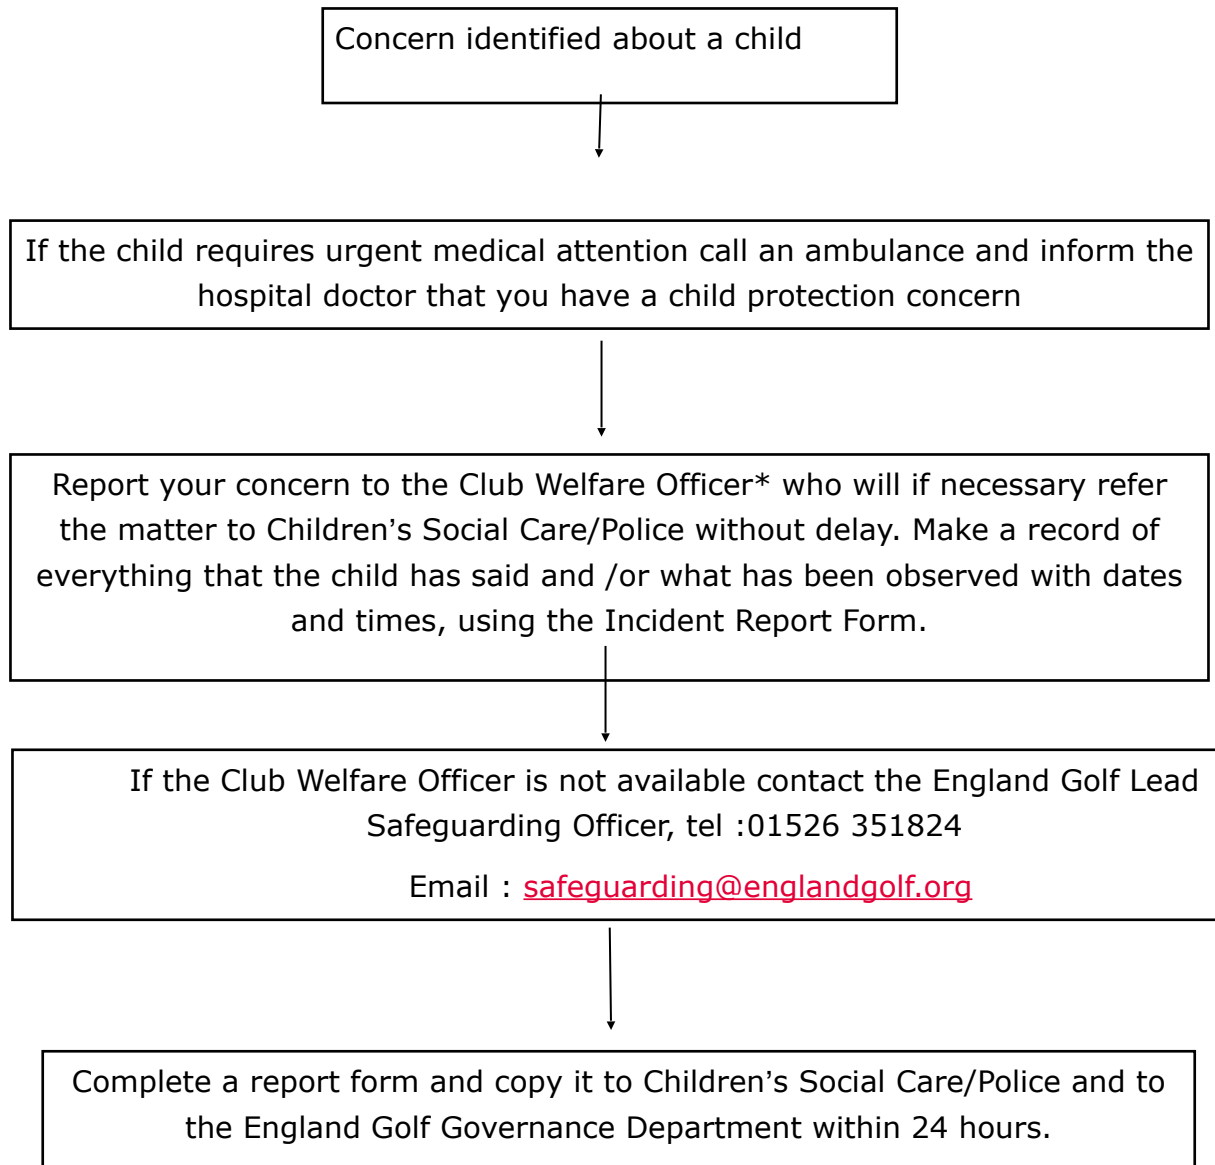 Concern identified about a child
If the child requires urgent medical attention call an ambulance and inform the
hospital doctor that you have a child protection concern
Report your concern to the Club Welfare Officer* who will if necessary refer
the matter to Children’s Social Care/Police without delay. Make a record of
everything that the child has said and /or what has been observed with dates
and times, using the Incident Report Form.
If the Club Welfare Officer is not available contact the England Golf Lead
Safeguarding Officer, tel :01526 351824
Email : safeguarding@englandgolf.org
Complete a report form and copy it to Children’s Social Care/Police and to
the England Golf Governance Department within 24 hours.